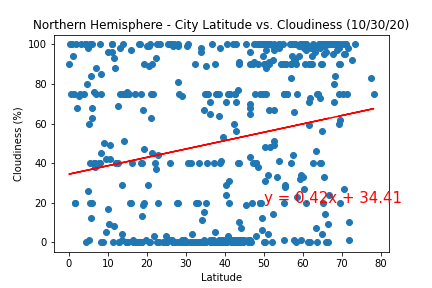 Northern Hemisphere - City Latitude vs. Cloudiness (10/30/20)
100
80
60
40
20
0
Cloudiness (%)
y = 0.42x + 34.41
0 10 20 30 40 50 60 70 80
Latitude